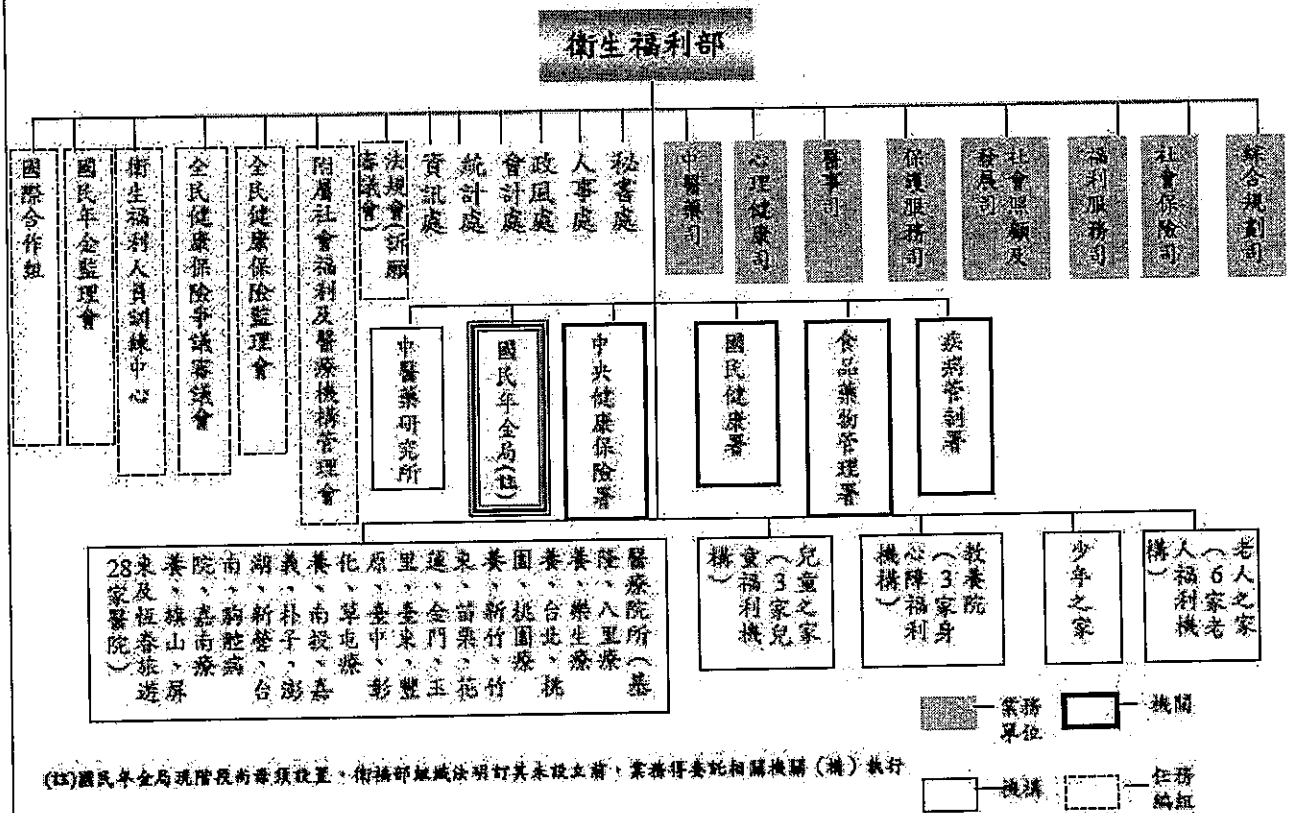 衛生福利部
綜合規劃司
社會保險司
福利服務司
社會照顧及
發展司
保護服務司
醫事司
心理健康司
中醫藥司
秘書處
人事處
政風處
會計處
統計處
資訊處
法規會(訴願
審議會)
附屬社會福利及醫療機構管理會
全民健康保險監理會
全民健康保險爭議審議會
衛生福利人員訓練中心
國民年金監理會
國際合作組
疾病管制署
食品藥物管理署
國民健康署
中央健康保險署
國民年金局(註)
中醫藥研究所
老人之家
(6家老
人福利機
構)
少年之家
教養院
(3家身
心障福利
機構)
兒童之家
(3家兒
童福利機
構)
醫療院所(基
隆、八里療
養、樂生療
養、台北、桃
園、桃園療
養、新竹、竹
東、苗栗、花
蓮、金門、玉
里、臺東、豐
原、臺中、彰
化、草屯療
養、南投、嘉
義、朴子、澎
湖、新營、台
南、胸腔病
院、嘉南療
養、旗山、屏
東及恆春旅遊
28家醫院)
業務
單位
機關
機構
任務
編組
(註)國民年金局現階段尚毋須設置，衛福部組織法明訂其未設立前，業務得委託相關機關（構）執行